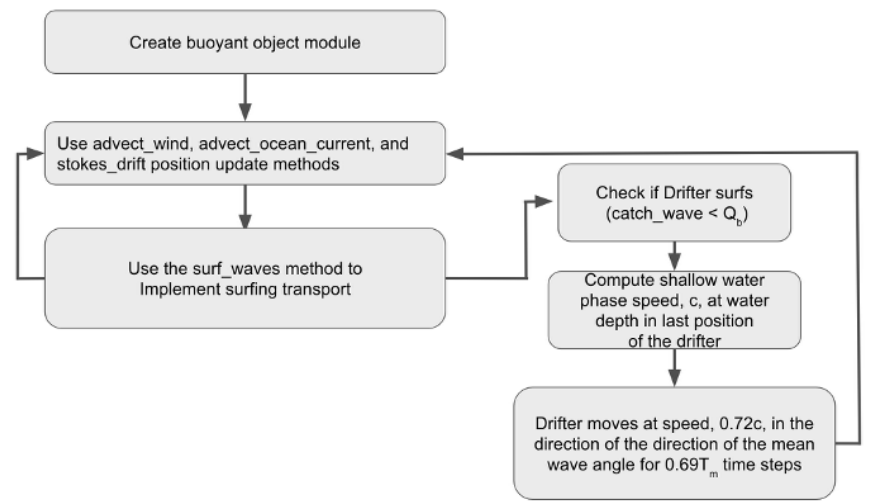 Create buoyant object module
Use advect_wind, advect_ocean_current, and
stokes_drift position update methods
Use the surf_waves method to
Implement surfing transport
Check if Drifter surfs
(catch_wave < Q_b)
Compute shallow water
phase speed, c, at water
depth in last position
of the drifter
Drifter moves at speed, 0.72c, in the
direction of the direction of the mean
wave angle for 0.69T_m time steps